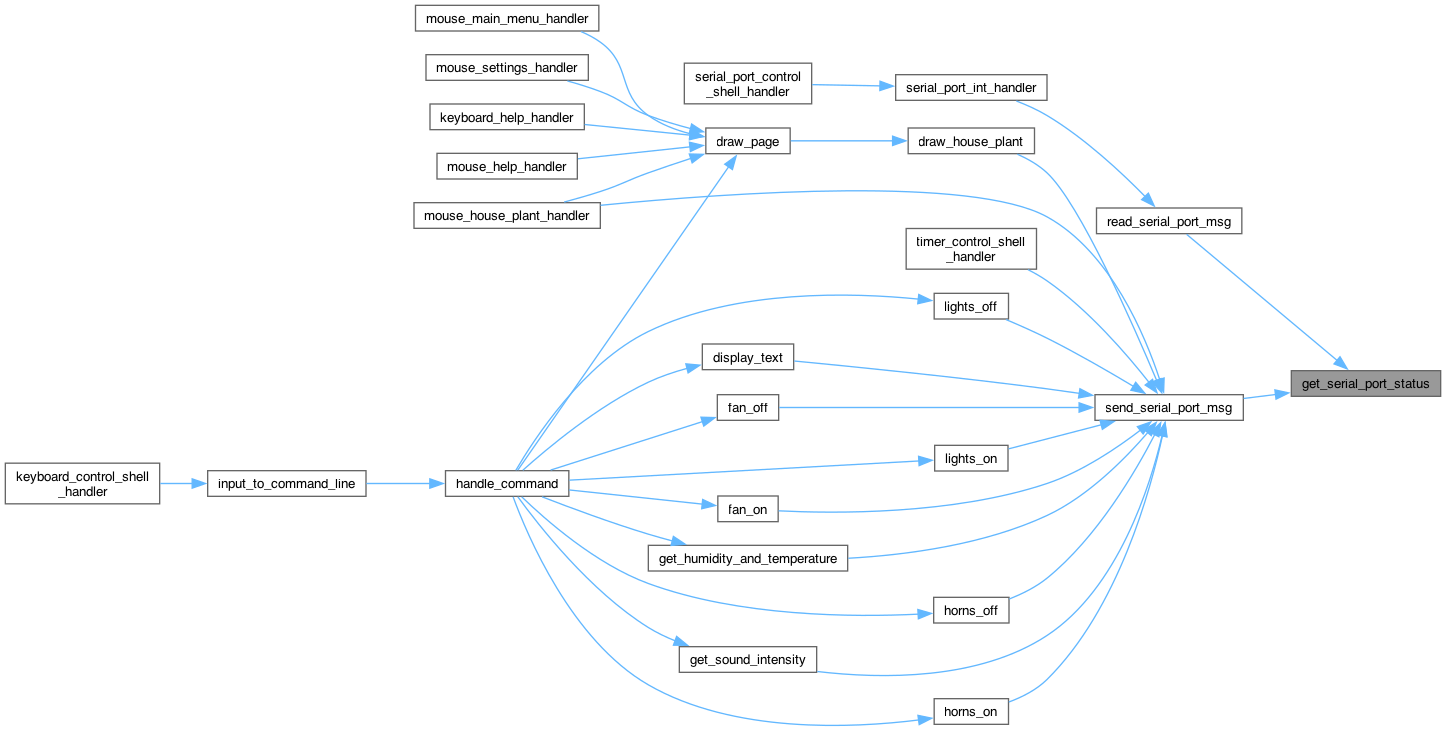 mouse_main_menu_handler
mouse_settings_handler
serial_port_control
_shell_handler
serial_port_int_handler
keyboard_help_handler
draw_page
draw_house_plant
mouse_help_handler
mouse_house_plant_handler
read_serial_port_msg
timer_control_shell
_handler
lights_off
display_text
get_serial_port_status
fan_off
send_serial_port_msg
lights_on
keyboard_control_shell
_handler
input_to_command_line
handle_command
fan_on
get_humidity_and_temperature
horns_off
get_sound_intensity
horns_on